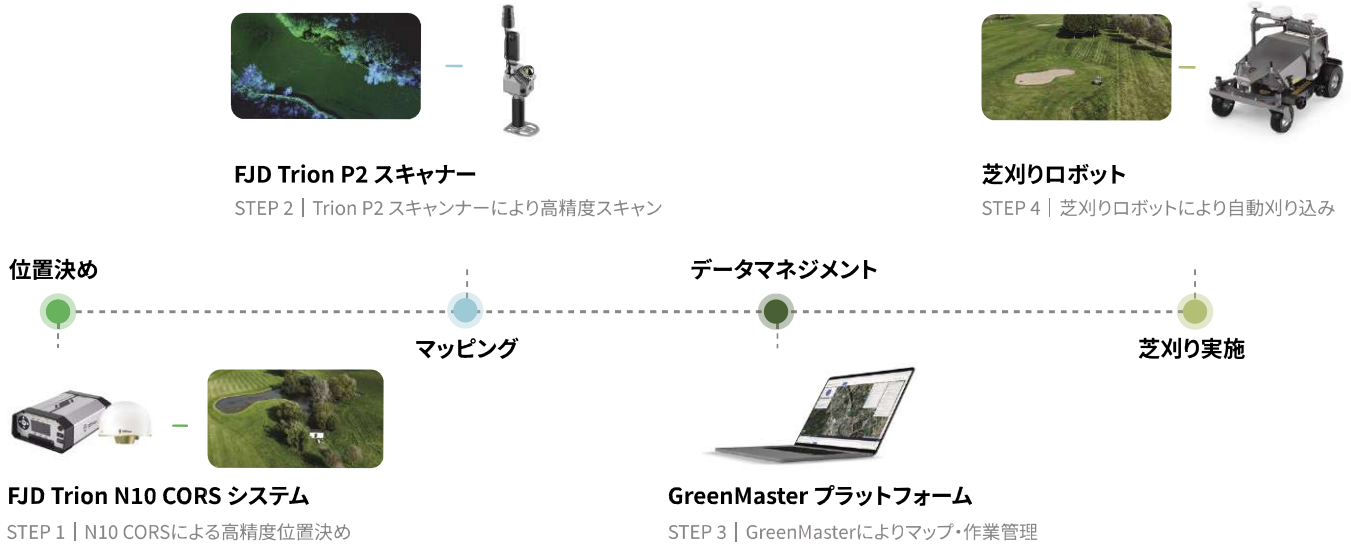 FJD Trion P2 スキャナー
STEP 2 | Trion P2 スキャンナーにより高精度スキャン
芝刈りロボット
STEP 4 | 芝刈りロボットにより自動刈り込み
位置決め
マッピング
データマネジメント
芝刈り実施
FJD Trion N10 CORS システム
STEP 1 | N10 CORSによる高精度位置決め
GreenMaster プラットフォーム
STEP 3 | GreenMasterによりマップ・作業管理